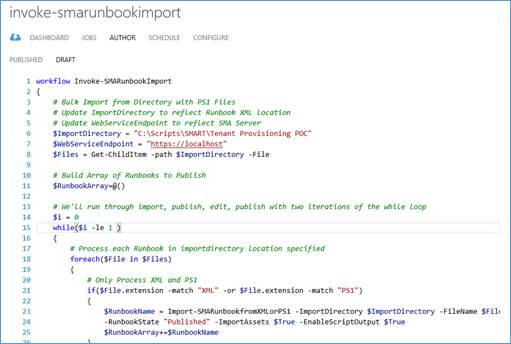 invoke-smarunbookimport
DASHBOARD JOBS AUTHOR SCHEDULE CONFIGURE
PUBLISHED DRAFT
1 workflow Invoke-SMARunbookImport
2 {
3 # Bulk Import from Directory with PS1 Files
4 # Update ImportDirectory to reflect Runbook XML location
5 # Update WebServiceEndpoint to reflect SMA Server
6 $ImportDirectory = "C:\Scripts\SMART\Tenant Provisioning POC"
7 $WebServiceEndpoint = "https://localhost"
8 $Files = Get-ChildItem -path $ImportDirectory -File
9
10 # Build Array of Runbooks to Publish
11 $RunbookArray=@()
12
13 # We'll run through import, publish, edit, publish with two iterations of the while loop
14 $i = 0
15 while($i -le 1 )
16 {
17 # Process each Runbook in importdirectory location specified
18 foreach($File in $Files)
19 {
20 # Only Process XML and PS1
21 if($File.extension -match "XML" -or $File.extension -match "PS1")
22 {
23 $RunbookName = Import-SMARunbookfromXMLorPS1 -ImportDirectory $ImportDirectory -FileName $File
24 -RunbookState "Published" -ImportAssets $True -EnableScriptOutput $True
25 $RunbookArray+=$RunbookName
26 }